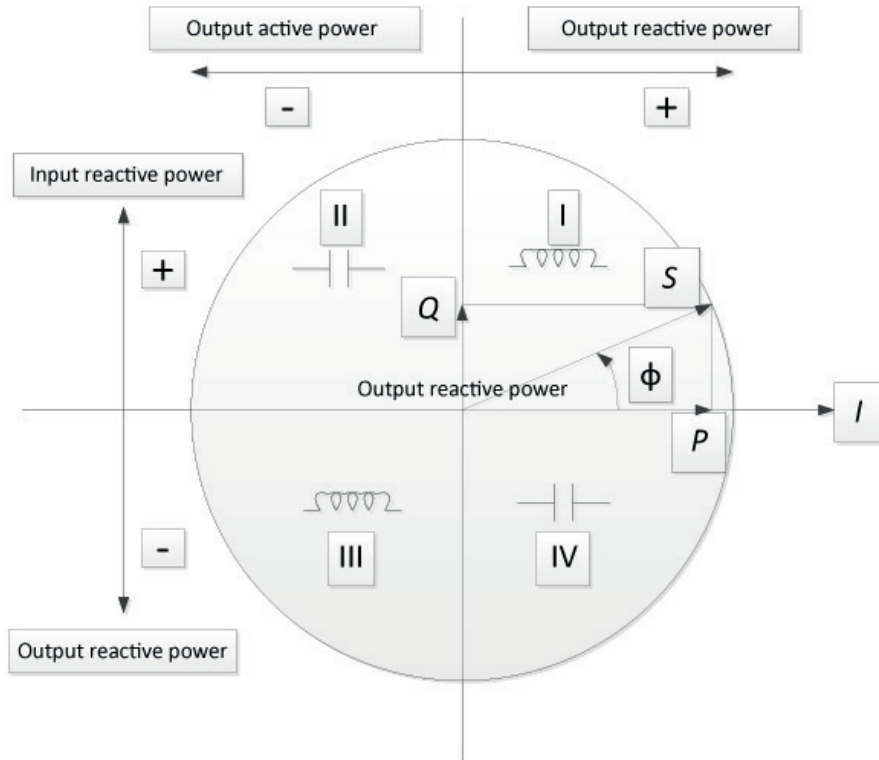 Output active power
Output reactive power
-
+
Input reactive power
II
I
+
Q
S
Output reactive power
ϕ
I
P
-
III
IV
Output reactive power